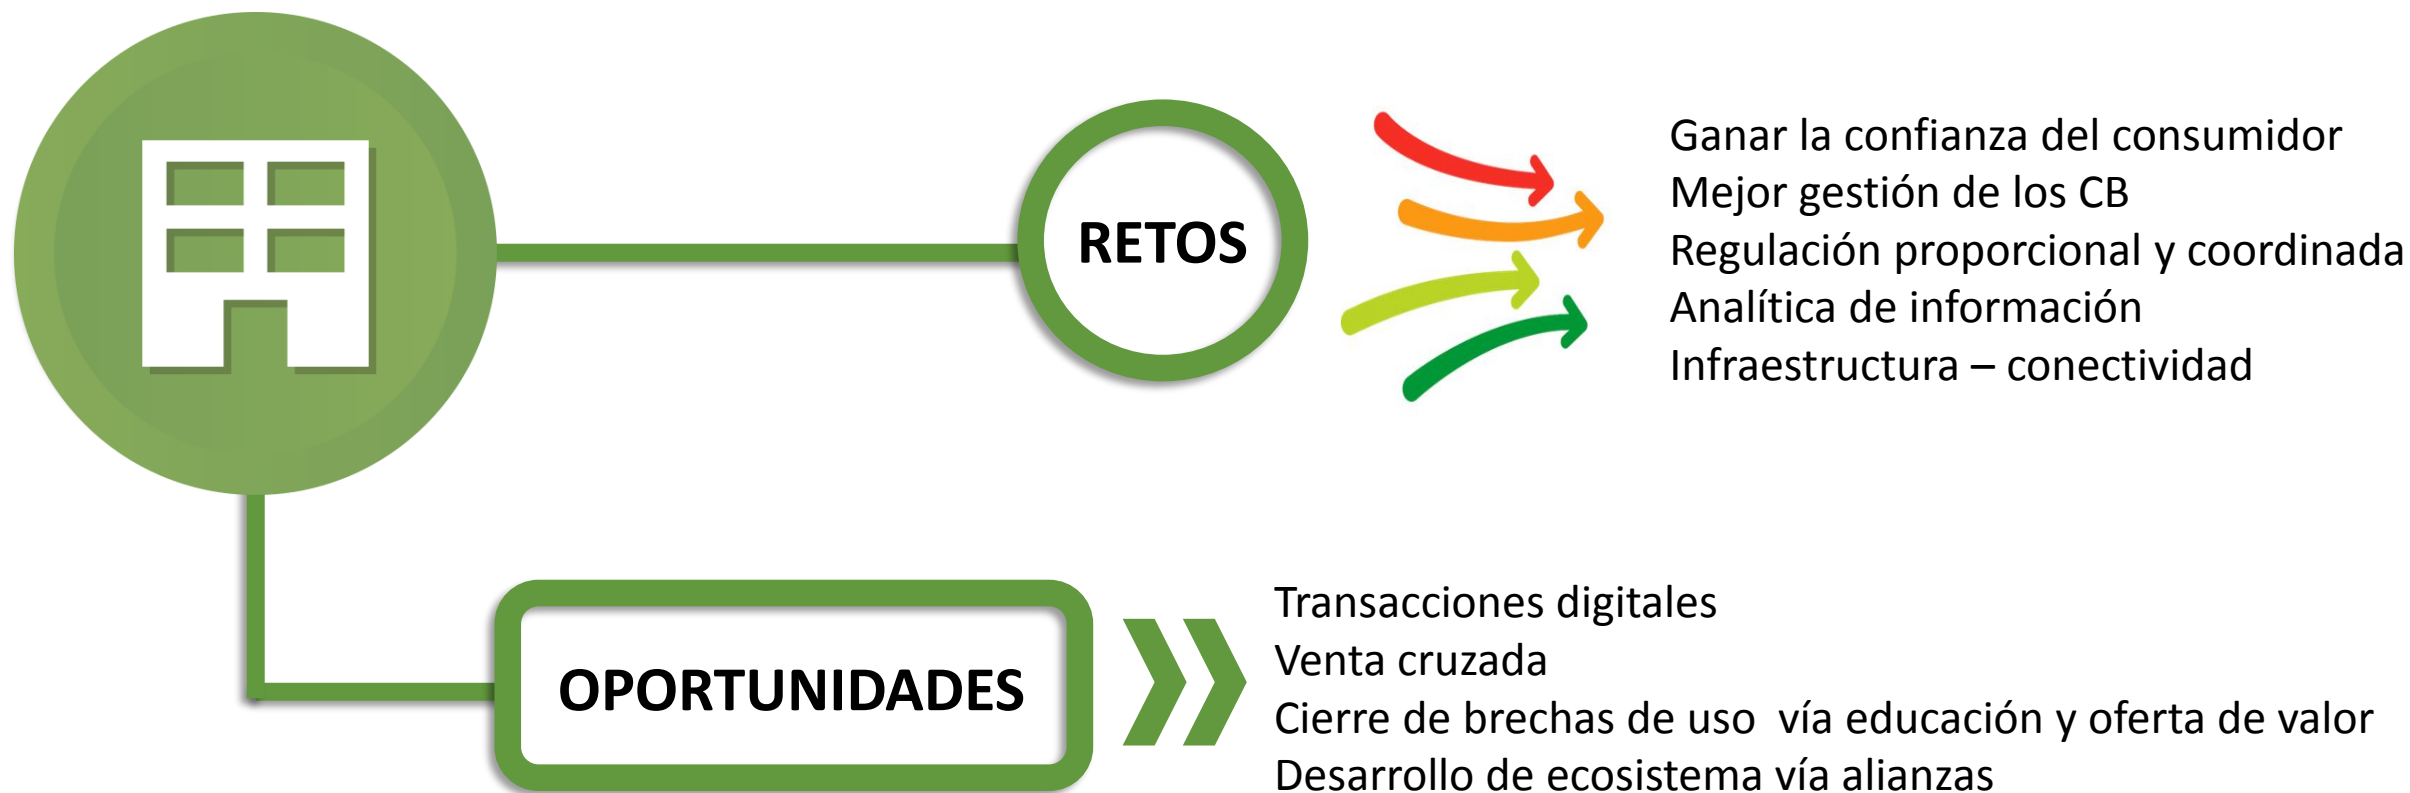 RETOS
Ganar la confianza del consumidor
Mejor gestión de los CB
Regulación proporcional y coordinada
Analítica de información
Infraestructura – conectividad
OPORTUNIDADES
Transacciones digitales
Venta cruzada
Cierre de brechas de uso  vía educación y oferta de valor
Desarrollo de ecosistema vía alianzas